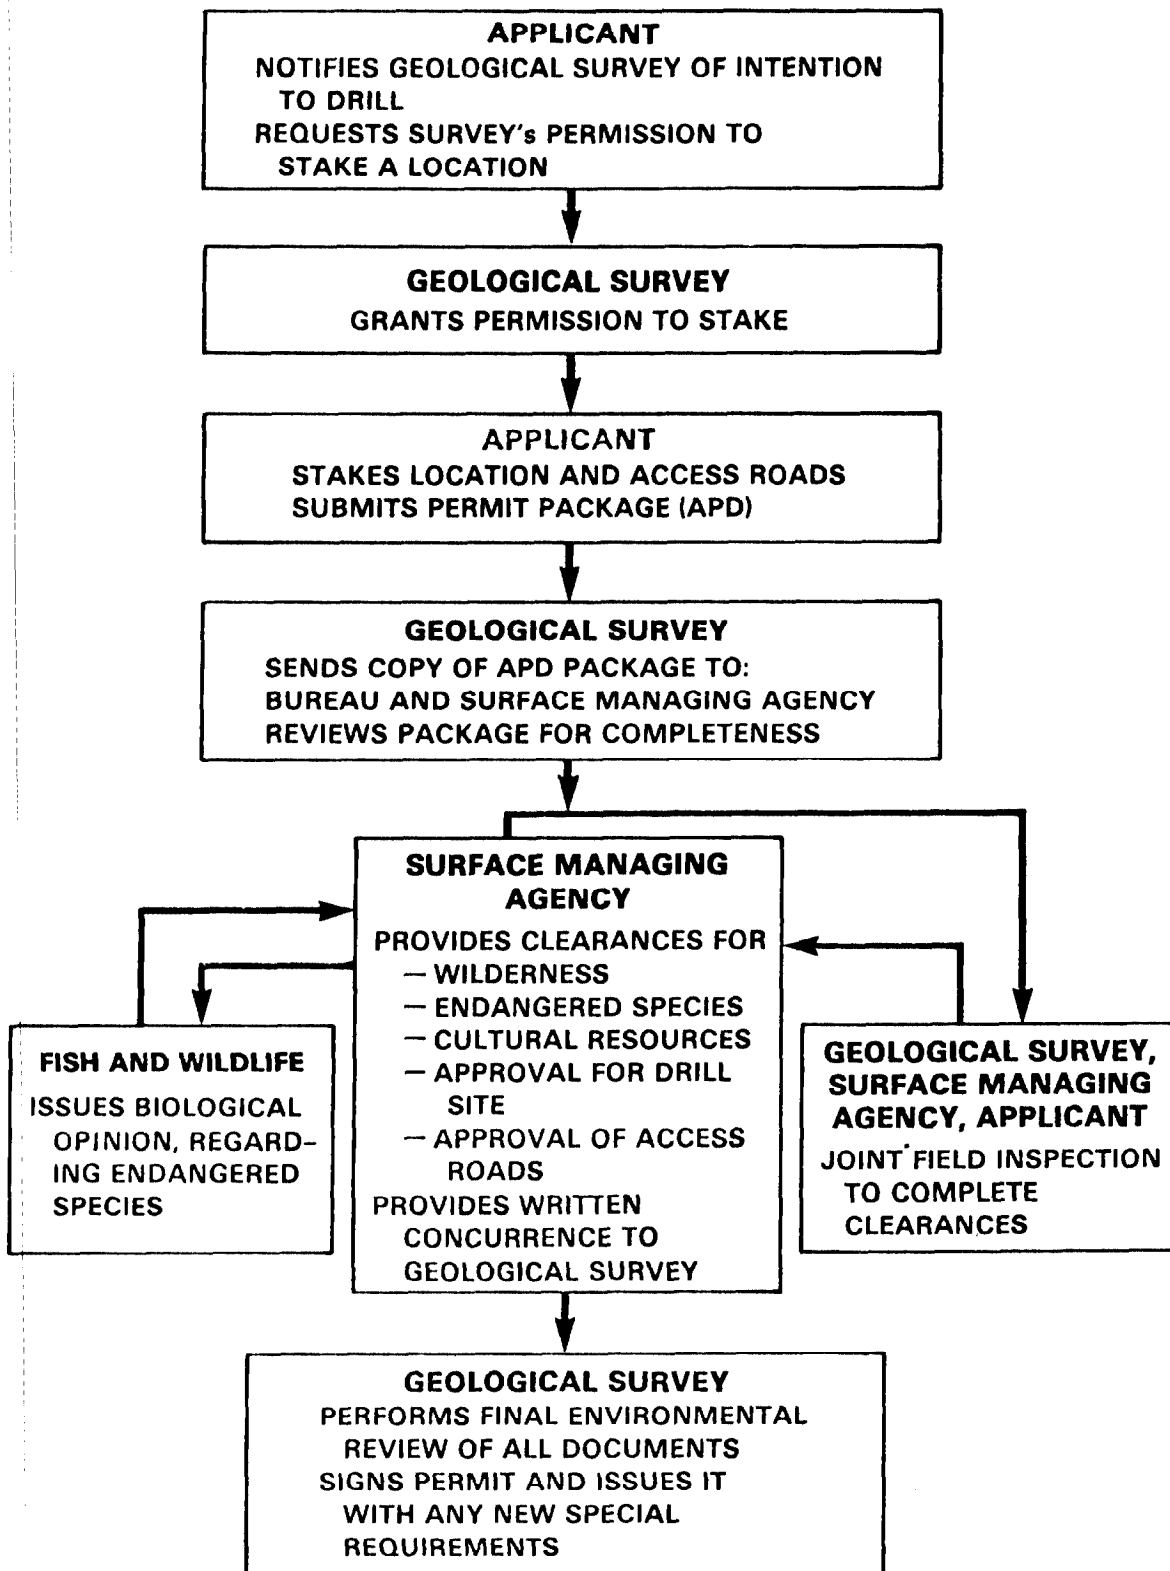 APPLICANT
NOTIFIES GEOLOGICAL SURVEY OF INTENTION
TO DRILL
REQUESTS SURVEY's PERMISSION TO
STAKE A LOCATION
GEOLOGICAL SURVEY
GRANTS PERMISSION TO STAKE
APPLICANT
STAKES LOCATION AND ACCESS ROADS
SUBMITS PERMIT PACKAGE (APD)
GEOLOGICAL SURVEY
SENDS COPY OF APD PACKAGE TO:
BUREAU AND SURFACE MANAGING AGENCY
REVIEWS PACKAGE FOR COMPLETENESS
SURFACE MANAGING
AGENCY
PROVIDES CLEARANCES FOR
— WILDERNESS
— ENDANGERED SPECIES
— CULTURAL RESOURCES
— APPROVAL FOR DRILL
SITE
— APPROVAL OF ACCESS
ROADS
PROVIDES WRITTEN
CONCURRENCE TO
GEOLOGICAL SURVEY
FISH AND WILDLIFE
ISSUES BIOLOGICAL
OPINION, REGARD-
ING ENDANGERED
SPECIES
GEOLOGICAL SURVEY,
SURFACE MANAGING
AGENCY, APPLICANT
JOINT FIELD INSPECTION
TO COMPLETE
CLEARANCES
GEOLOGICAL SURVEY
PERFORMS FINAL ENVIRONMENTAL
REVIEW OF ALL DOCUMENTS
SIGNS PERMIT AND ISSUES IT
WITH ANY NEW SPECIAL
REQUIREMENTS